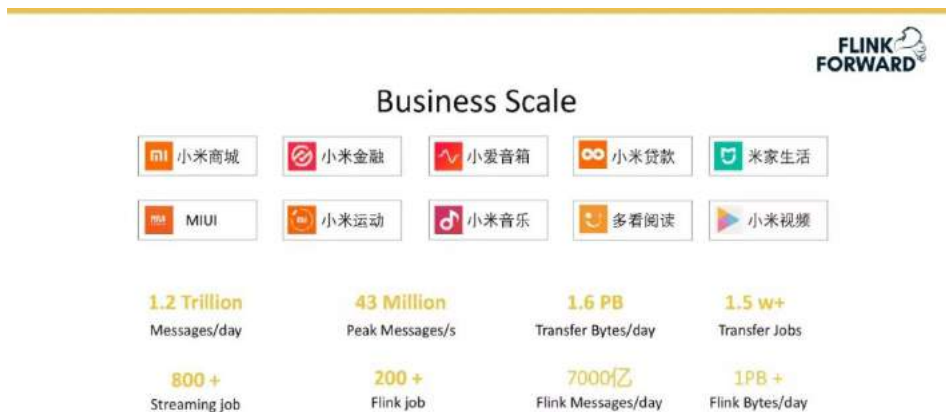 FLINK
FORWARD
Business Scale
小米商城 小米金融 小爱音箱 小米贷款 米家生活
MIUI 小米运动 小米音乐 多看阅读 小米视频
1.2 Trillion 43 Million 1.6 PB 1.5 w+
Messages/day Peak Messages/s Transfer Bytes/day Transfer Jobs
800 + 200 + 7000亿 1PB +
Streaming job Flink job Flink Messages/day Flink Bytes/day